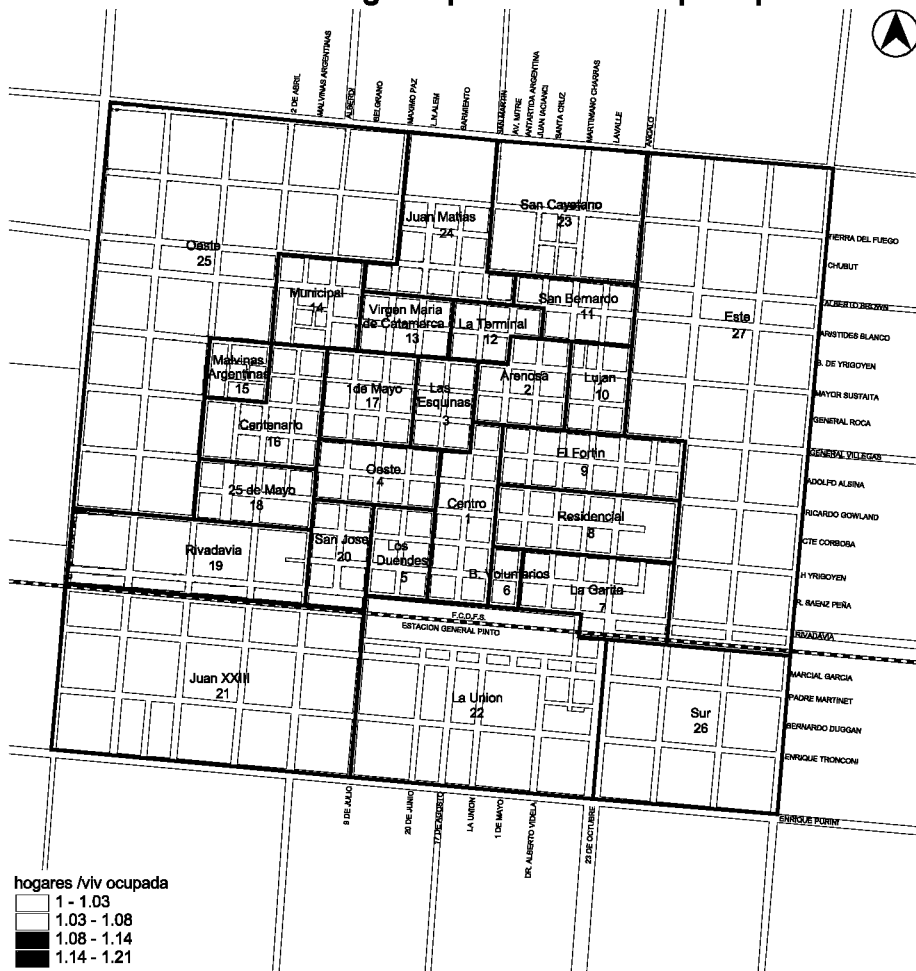 2 DE ABRIL
MALVINAS ARGENTINAS
ALBERDI
BELGRANO
MAXIMO PAZ
L.N.ALEM
SARMIENTO
SAN MARTIN
AV. MITRE
ANTARTIDA ARGENTINA
JUAN IACIANCI
SANTA CRUZ
MARTINIANO CHARRAS
LAVALLE
ANGALO
San Cayetano
23
Juan Matias
24
Oeste
25
Municipal
14
Virgen Maria
de Catamarca
13
La Terminal
12
San Bernardo
11
Este
27
Malvinas
Argentinas
15
1de Mayo
17
Las
Esquinas
3
Arenosa
2
Lujan
10
Centenario
16
El Fortin
9
Oeste
4
25 de Mayo
18
Centro
1
Residencial
8
Rivadavia
19
San Jose
20
Los
Duendes
5
B. Voluntarios
6
La Garita
7
F.C.D.F.S.
ESTACION GENERAL PINTO
Juan XXIII
21
La Union
22
Sur
26
TIERRA DEL FUEGO
CHUBUT
ALBERTO BROWN
ARISTIDES BLANCO
B. DE YRIGOYEN
MAYOR SUSTAITA
GENERAL ROCA
GENERAL VILLEGAS
ADOLFO ALSINA
RICARDO GOWLAND
CTE CORDOBA
H YRIGOYEN
R. SAENZ PEÑA
RIVADAVIA
MARCIAL GARCIA
PADRE MARTINET
BERNARDO DUGGAN
ENRIQUE TRONCONI
ENRIQUE PURINI
9 DE JULIO
20 DE JUNIO
17 DE AGOSTO
LA UNION
1 DE MAYO
DR. ALBERTO VIDELA
23 DE OCTUBRE
hogares /viv ocupada
1 - 1.03
1.03 - 1.08
1.08 - 1.14
1.14 - 1.21